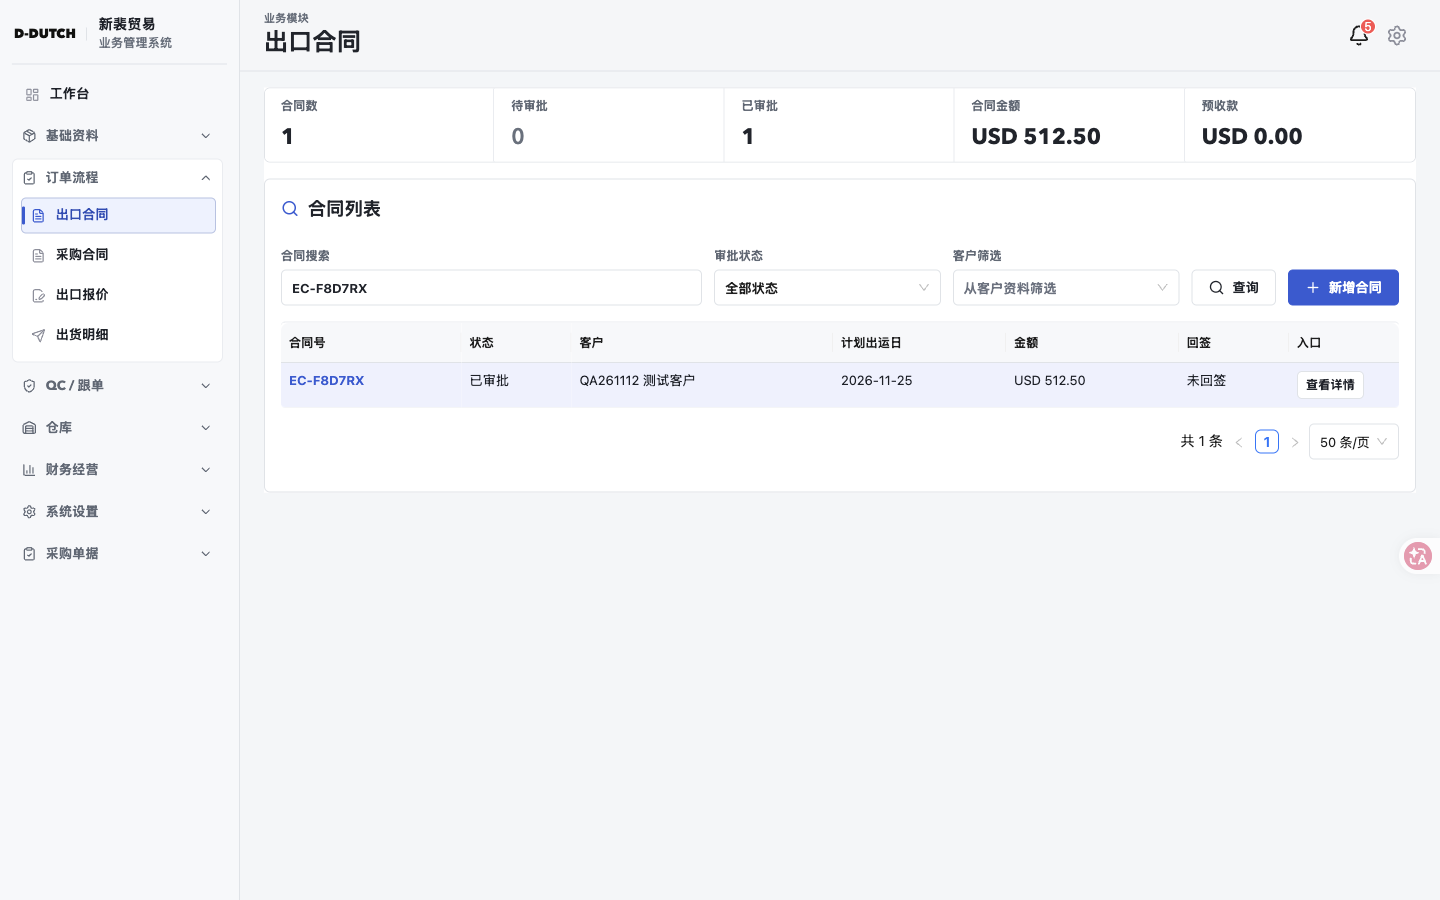 D-DUTCH
新装贸易
业务管理系统
工作台
基础资料
订单流程
出口合同
采购合同
出口报价
出货明细
QC / 跟单
仓库
财务经营
系统设置
采购单据
业务模块
出口合同
5
合同数
1
待审批
0
已审批
1
合同金额
USD 512.50
预收款
USD 0.00
合同列表
合同搜索
审批状态
客户筛选
EC-F8D7RX
全部状态
从客户资料筛选
查询
新增合同
合同号 状态 客户 计划出运日 金额 回签 入口
EC-F8D7RX 已审批 QA261112 测试客户 2026-11-25 USD 512.50 未回签 查看详情
共 1 条 1 50 条/页